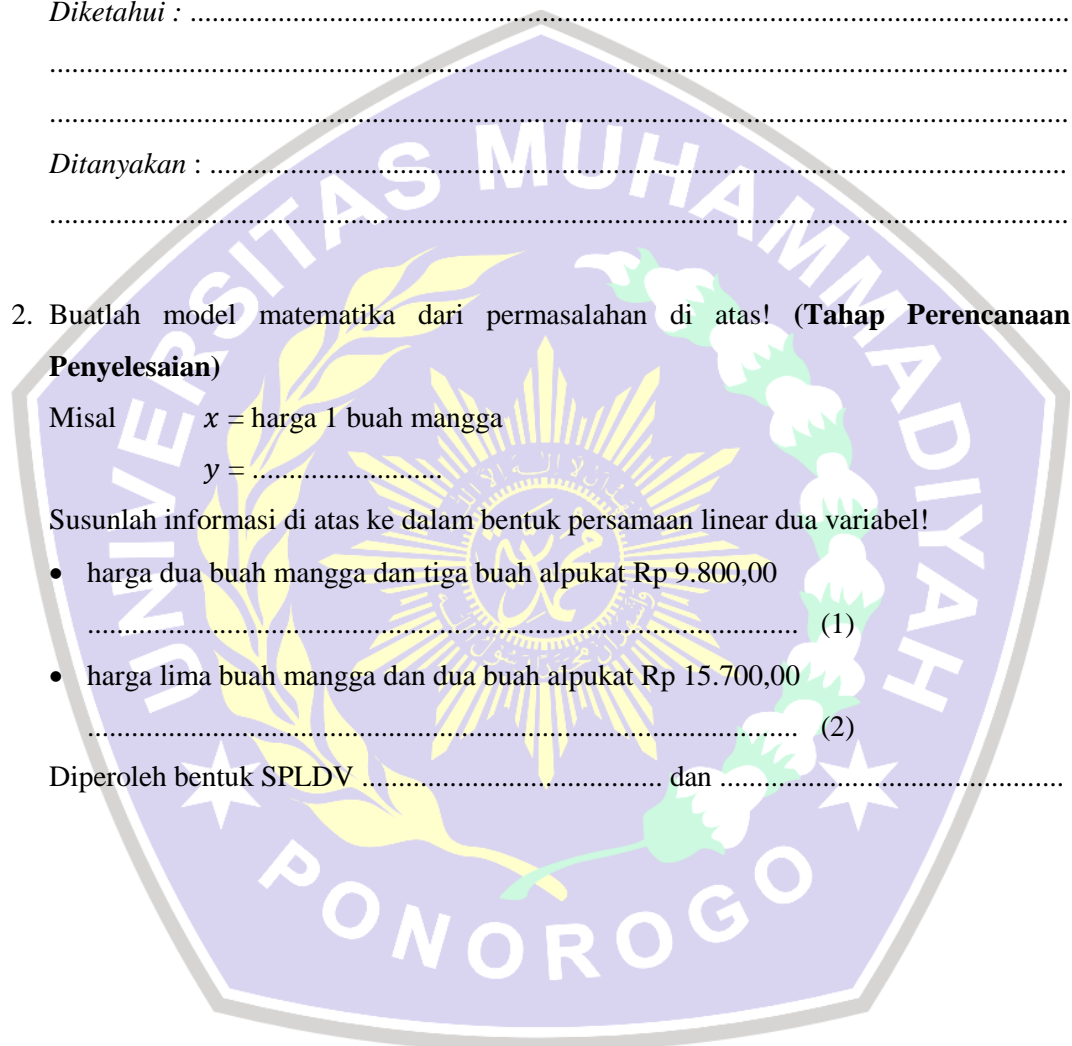 Diketahui : ........................................................................................................................
...........................................................................................................................................
...........................................................................................................................................
Ditanyakan : .....................................................................................................................
...........................................................................................................................................
2. Buatlah model matematika dari permasalahan di atas! (Tahap Perencanaan
Penyelesaian)
Misal 𝑥 = harga 1 buah mangga
𝑦 = ..........................
Susunlah informasi di atas ke dalam bentuk persamaan linear dua variabel!
• harga dua buah mangga dan tiga buah alpukat Rp 9.800,00
................................................................................................. (1)
• harga lima buah mangga dan dua buah alpukat Rp 15.700,00
................................................................................................. (2)
Diperoleh bentuk SPLDV ......................................... dan ...............................................
UNIVERSITAS MUHAMMADIYAH
PONOROGO